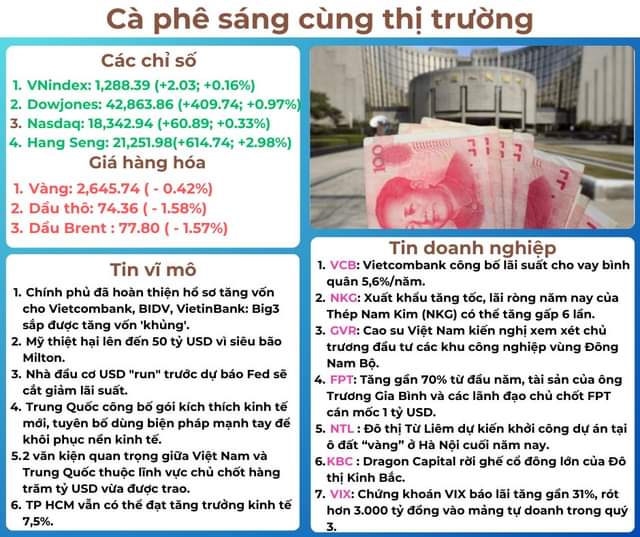 Cà phê sáng cùng thị trường
Các chỉ số
1. VNindex: 1,288.39 (+2.03; +0.16%)
2. Dowjones: 42,863.86 (+409.74; +0.97%)
3. Nasdaq: 18,342.94 (+60.89; +0.33%)
4. Hang Seng: 21,251.98(+614.74; +2.98%)
Giá hàng hóa
1. Vàng: 2,645.74 ( - 0.42%)
2. Dầu thô: 74.36 ( - 1.58%)
3. Dầu Brent : 77.80 ( - 1.57%)
Tin vĩ mô
1. Chính phủ đã hoàn thiện hồ sơ tăng vốn
cho Vietcombank, BIDV, VietinBank: Big3
sắp được tăng vốn 'khủng'.
2. Mỹ thiệt hại lên đến 50 tỷ USD vì siêu bão
Milton.
3. Nhà đầu cơ USD "run" trước dự báo Fed sẽ
cắt giảm lãi suất.
4. Trung Quốc công bố gói kích thích kinh tế
mới, tuyên bố dùng biện pháp mạnh tay để
khôi phục nền kinh tế.
5.2 văn kiện quan trọng giữa Việt Nam và
Trung Quốc thuộc lĩnh vực chủ chốt hàng
trăm tỷ USD vừa được trao.
6. TP HCM vẫn có thể đạt tăng trưởng kinh tế
7,5%.
100
Tin doanh nghiệp
1. VCB: Vietcombank công bố lãi suất cho vay bình
quân 5,6%/năm.
2. NKG: Xuất khẩu tăng tốc, lãi ròng năm nay của
Thép Nam Kim (NKG) có thể tăng gấp 6 lần.
3. GVR: Cao su Việt Nam kiến nghị xem xét chủ
trương đầu tư các khu công nghiệp vùng Đông
Nam Bộ.
4. FPT: Tăng gần 70% từ đầu năm, tài sản của ông
Trương Gia Bình và các lãnh đạo chủ chốt FPT
cán mốc 1 tỷ USD.
5. NTL : Đô thị Từ Liêm dự kiến khởi công dự án tại
ô đất “vàng” ở Hà Nội cuối năm nay.
6.KBC : Dragon Capital rời ghế cổ đông lớn của Đô
thị Kinh Bắc.
7. VIX: Chứng khoán VIX báo lãi tăng gần 31%, rót
hơn 3.000 tỷ đồng vào mảng tự doanh trong quý
3.